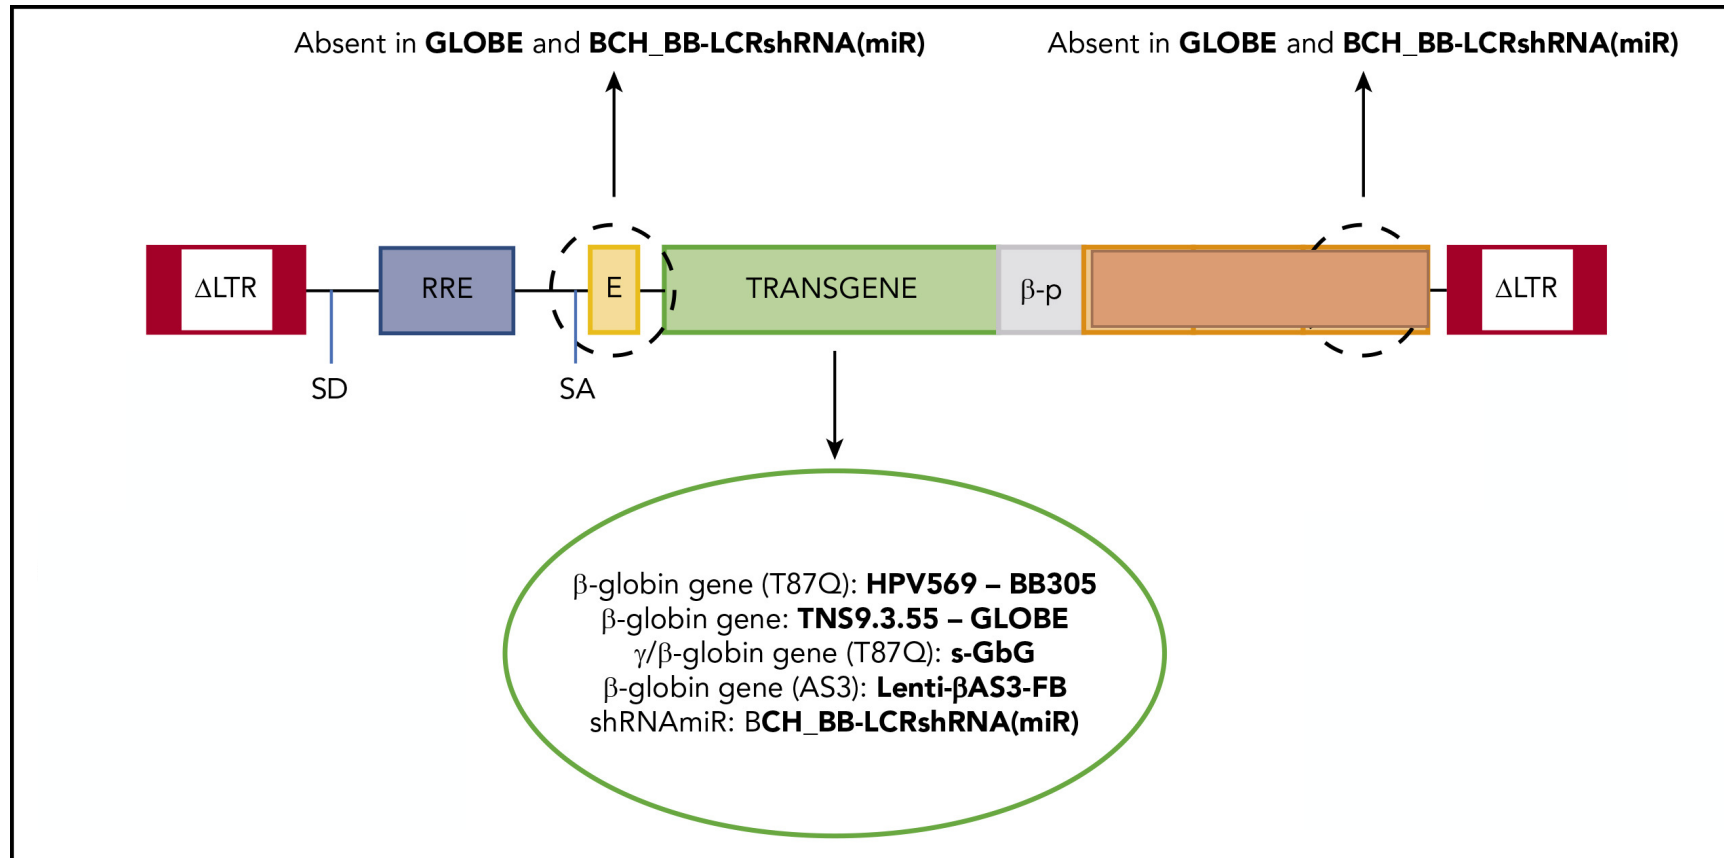 Absent in GLOBE and BCH_BB-LCRshRNA(miR)
Absent in GLOBE and BCH_BB-LCRshRNA(miR)
ΔLTR
RRE
E
TRANSGENE
β-p
ΔLTR
SD
SA
β-globin gene (T87Q): HPV569 – BB305
β-globin gene: TNS9.3.55 – GLOBE
γ/β-globin gene (T87Q): s-GbG
β-globin gene (AS3): Lenti-βAS3-FB
shRNAmiR: BCH_BB-LCRshRNA(miR)